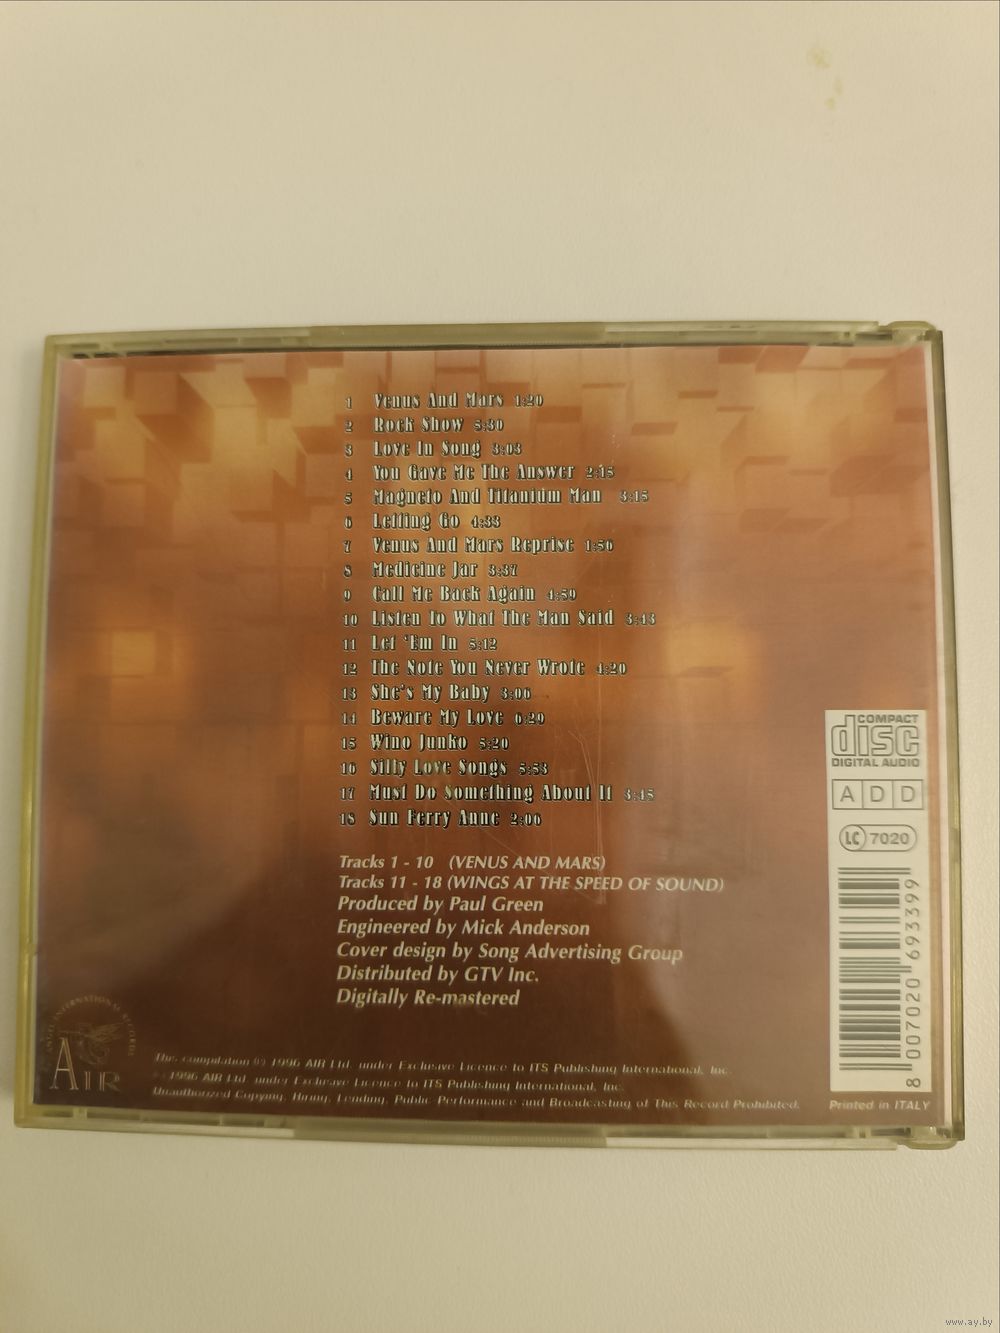 1 Venus And Mars 1:20
2 Rock Show 5:30
3 Love In Song 3:03
4 You Gave Me The Answer 2:15
5 Magneto And Titanium Man 3:15
6 Letting Go 4:33
7 Venus And Mars Reprise 1:50
8 Medicine Jar 3:37
9 Call Me Back Again 4:59
10 Listen To What The Man Said 3:43
11 Let 'Em In 5:12
12 The Note You Never Wrote 4:20
13 She's My Baby 3:06
14 Beware My Love 6:29
15 Wino Junko 5:20
16 Silly Love Songs 5:53
17 Must Do Something About It 3:45
18 Sun Ferry Anne 2:06
Tracks 1 - 10 (VENUS AND MARS)
Tracks 11 - 18 (WINGS AT THE SPEED OF SOUND)
Produced by Paul Green
Engineered by Mick Anderson
Cover design by Song Advertising Group
Distributed by GTV Inc.
Digitally Re-mastered
COMPACT
disc
DIGITAL AUDIO
A D D
LC 7020
8 007020 693399
Printed in ITALY
ANGEL INTERNATIONAL RECORDS
AIR
This compilation © 1996 AIR Ltd. under Exclusive Licence to ITS Publishing International, Inc.
1996 AIR Ltd. under Exclusive Licence to ITS Publishing International, Inc.
Unauthorized Copying, Hiring, Lending, Public Performance and Broadcasting of This Record Prohibited.
www.ay.by